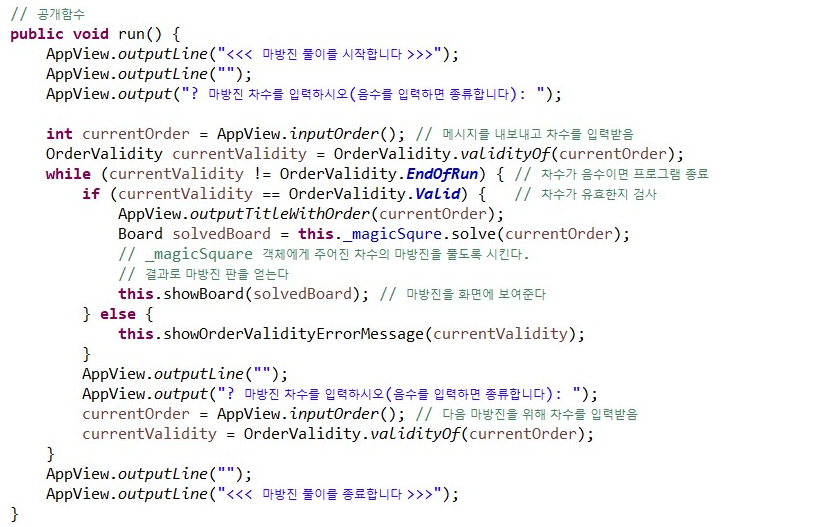 // 공개함수
public void run() {
    AppView.outputLine("<<< 마방진 풀이를 시작합니다 >>>");
    AppView.outputLine("");
    AppView.output("? 마방진 차수를 입력하시오(음수를 입력하면 종료합니다): ");

    int currentOrder = AppView.inputOrder(); // 메시지를 내보내고 차수를 입력받음
    OrderValidity currentValidity = OrderValidity.validityOf(currentOrder);
    while (currentValidity != OrderValidity.EndOfRun) { // 차수가 음수이면 프로그램 종료
        if (currentValidity == OrderValidity.Valid) {   // 차수가 유효한지 검사
            AppView.outputTitleWithOrder(currentOrder);
            Board solvedBoard = this._magicSqure.solve(currentOrder);
            // _magicSquare 객체에게 주어진 차수의 마방진을 풀도록 시킨다.
            // 결과로 마방진 판을 얻는다
            this.showBoard(solvedBoard); // 마방진을 화면에 보여준다
        } else {
            this.showOrderValidityErrorMessage(currentValidity);
        }
        AppView.outputLine("");
        AppView.output("? 마방진 차수를 입력하시오(음수를 입력하면 종료합니다): ");
        currentOrder = AppView.inputOrder(); // 다음 마방진을 위해 차수를 입력받음
        currentValidity = OrderValidity.validityOf(currentOrder);
    }
    AppView.outputLine("");
    AppView.outputLine("<<< 마방진 풀이를 종료합니다 >>>");
}